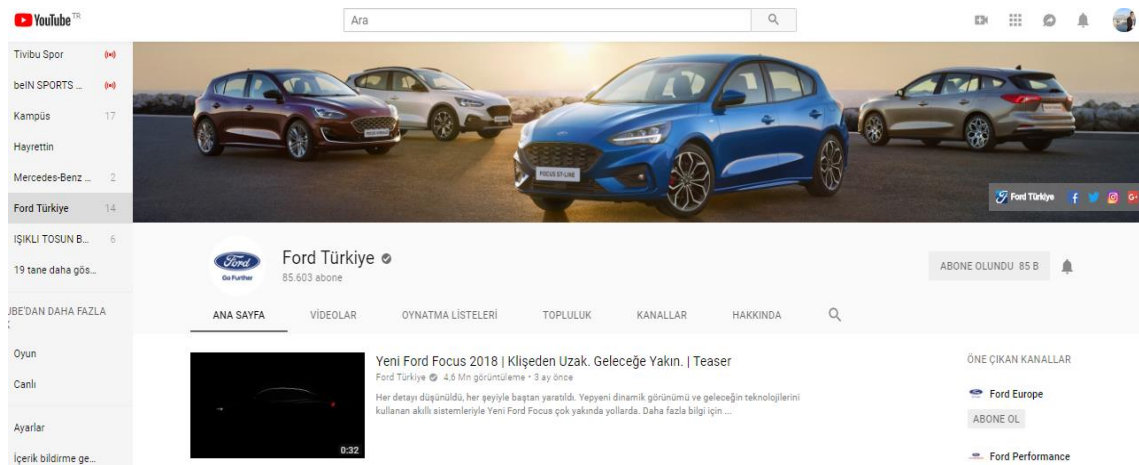 YouTube TR
Ara
Tivibu Spor
beIN SPORTS ...
Kampüs 17
Hayrettin
Mercedes-Benz ... 2
Ford Türkiye 14
IŞIKLI TOSUN B... 6
19 tane daha gös...
UBE'DAN DAHA FAZLA
Oyun
Canlı
Ayarlar
İçerik bildirme ge...
FOCUS ST-LINE
Ford Türkiye
Ford
Go Further
Ford Türkiye
85.603 abone
ABONE OLUNDU 85 B
ANA SAYFA VİDEOLAR OYNATMA LİSTELERİ TOPLULUK KANALLAR HAKKINDA
0:32
Yeni Ford Focus 2018 | Klişeden Uzak. Geleceğe Yakın. | Teaser
Ford Türkiye 4,6 Mn görüntüleme • 3 ay önce
Her detayı düşünüldü, her şeyiyle baştan yaratıldı. Yepyeni dinamik görünümü ve geleceğin teknolojilerini
kullanan akıllı sistemleriyle Yeni Ford Focus çok yakında yollarda. Daha fazla bilgi için ...
ÖNE ÇIKAN KANALLAR
Ford Europe
ABONE OL
Ford Performance